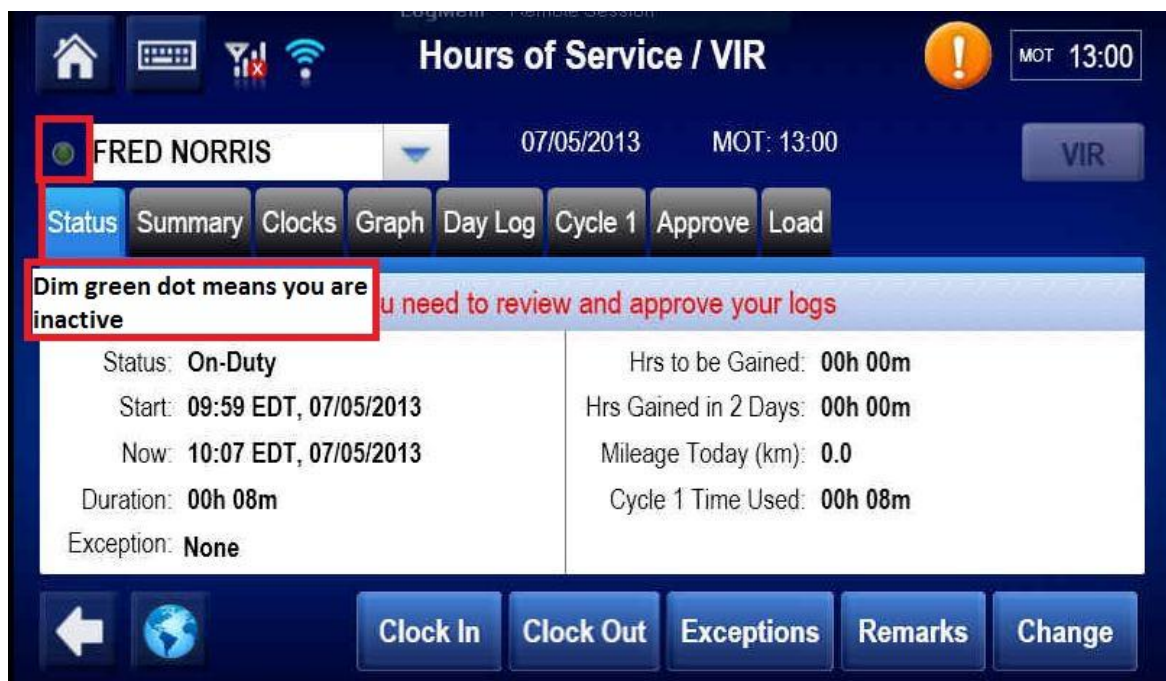 LogMeIn - Remote Session
Hours of Service / VIR
MOT 13:00
FRED NORRIS
07/05/2013 MOT: 13:00
VIR
Status Summary Clocks Graph Day Log Cycle 1 Approve Load
Dim green dot means you are
inactive
u need to review and approve your logs
Status: On-Duty
Start: 09:59 EDT, 07/05/2013
Now: 10:07 EDT, 07/05/2013
Duration: 00h 08m
Exception: None
Hrs to be Gained: 00h 00m
Hrs Gained in 2 Days: 00h 00m
Mileage Today (km): 0.0
Cycle 1 Time Used: 00h 08m
Clock In Clock Out Exceptions Remarks Change